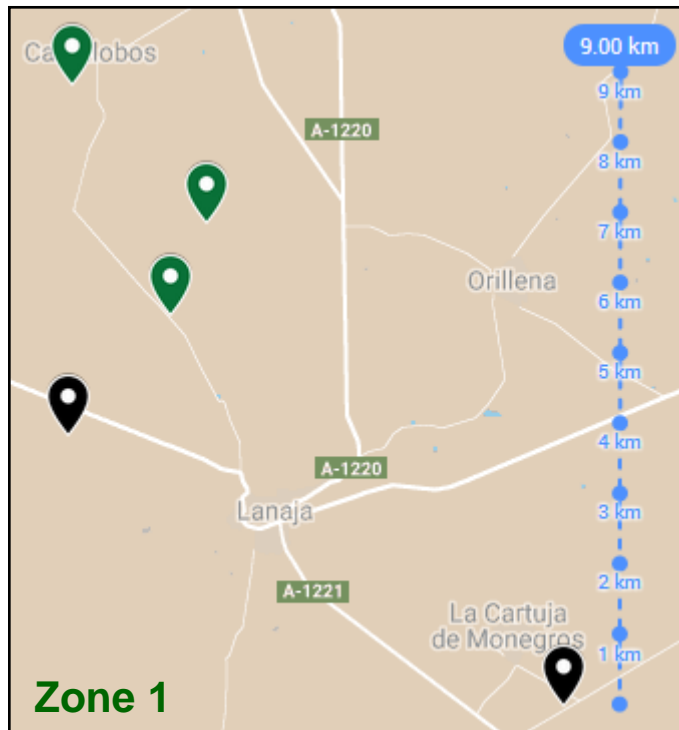 9.00 km
9 km
A-1220
8 km
7 km
Orillena
6 km
5 km
4 km
A-1220
Lanaja
3 km
A-1221
2 km
La Cartuja
de Monegros
1 km
Zone 1